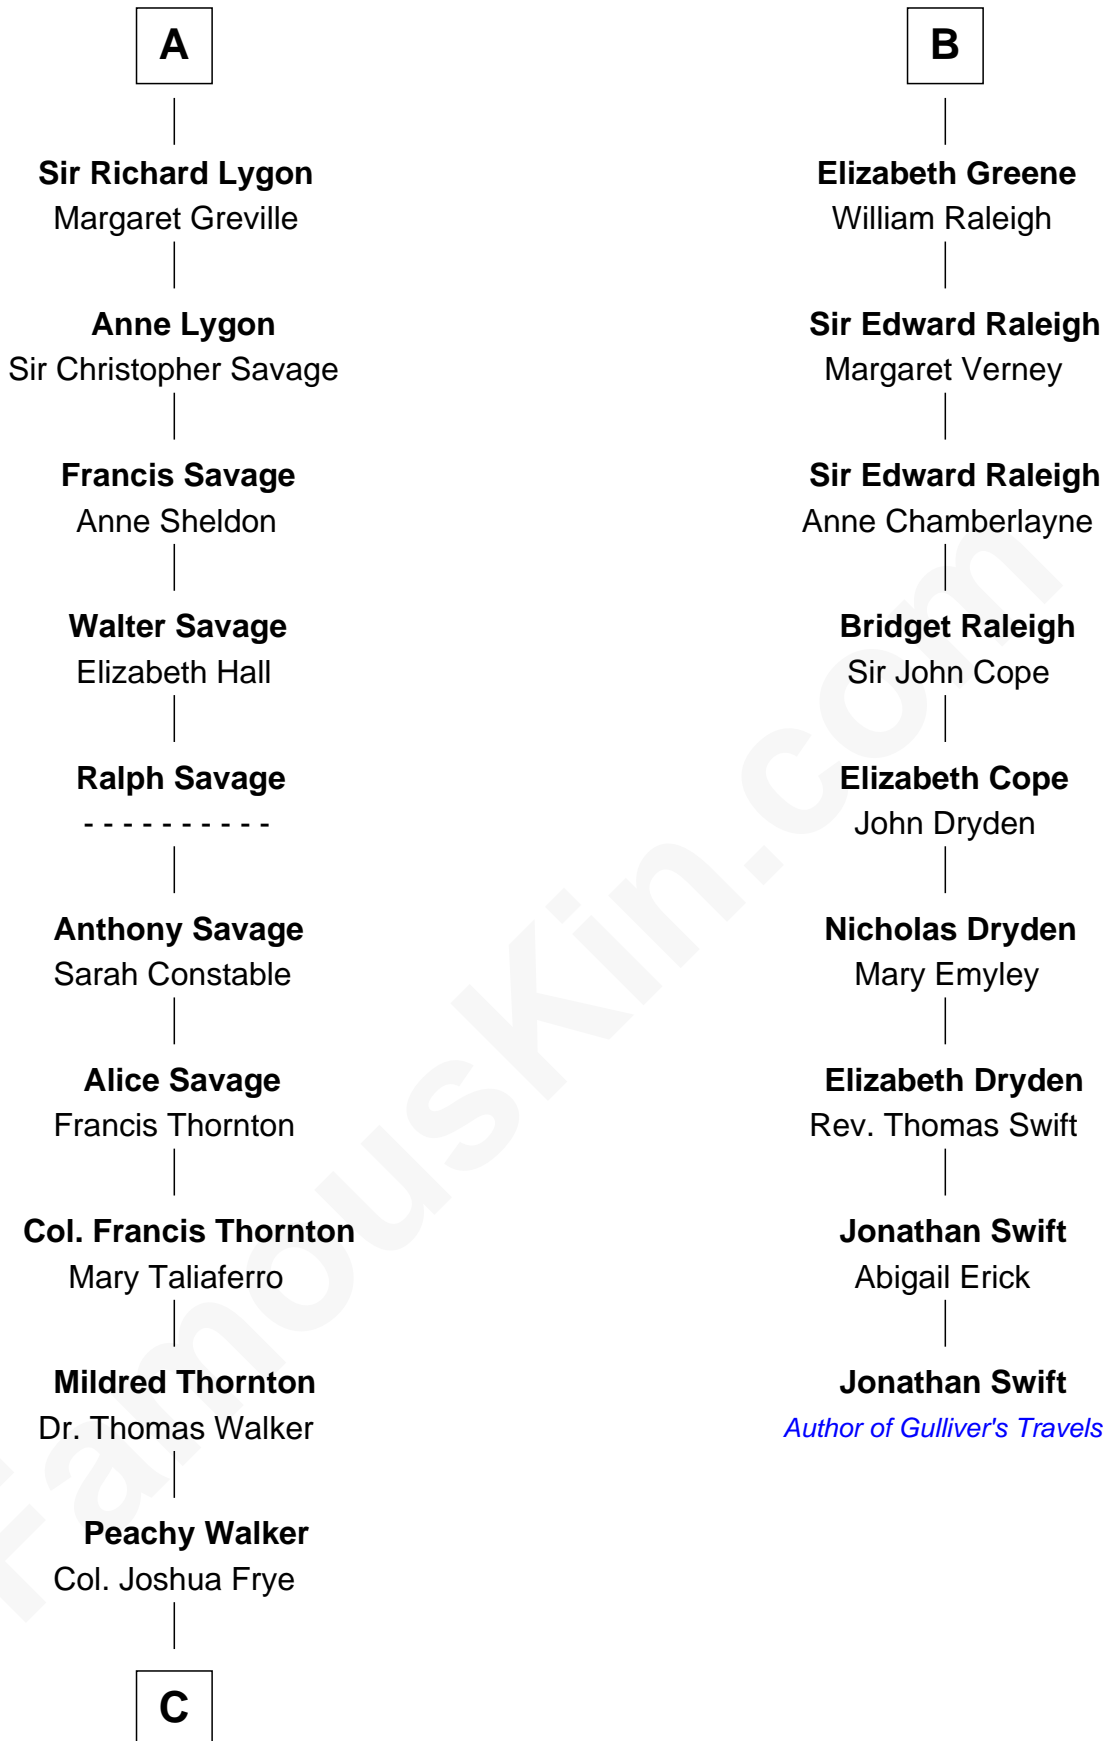 A
Sir Richard Lygon
Margaret Greville
Anne Lygon
Sir Christopher Savage
Francis Savage
Anne Sheldon
Walter Savage
Elizabeth Hall
Ralph Savage
- - - - - - - - - -
Anthony Savage
Sarah Constable
Alice Savage
Francis Thornton
Col. Francis Thornton
Mary Taliaferro
Mildred Thornton
Dr. Thomas Walker
Peachy Walker
Col. Joshua Frye
C
B
Elizabeth Greene
William Raleigh
Sir Edward Raleigh
Margaret Verney
Sir Edward Raleigh
Anne Chamberlayne
Bridget Raleigh
Sir John Cope
Elizabeth Cope
John Dryden
Nicholas Dryden
Mary Emyley
Elizabeth Dryden
Rev. Thomas Swift
Jonathan Swift
Abigail Erick
Jonathan Swift
Author of Gulliver's Travels
FamousKin.com